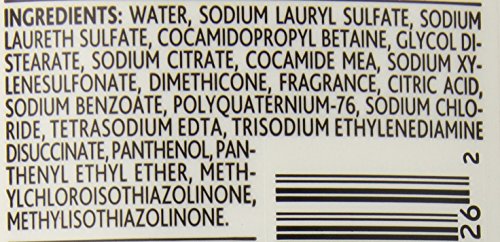 INGREDIENTS: WATER, SODIUM LAURYL SULFATE, SODIUM
LAURETH SULFATE, COCAMIDOPROPYL BETAINE, GLYCOL DI-
STEARATE, SODIUM CITRATE, COCAMIDE MEA, SODIUM XY-
LENESULFONATE, DIMETHICONE, FRAGRANCE, CITRIC ACID,
SODIUM BENZOATE, POLYQUATERNIUM-76, SODIUM CHLO-
RIDE, TETRASODIUM EDTA, TRISODIUM ETHYLENEDIAMINE
DISUCCINATE, PANTHENOL, PAN-
THENYL ETHYL ETHER, METH-
YLCHLOROISOTHIAZOLINONE,
METHYLISOTHIAZOLINONE.
2
26